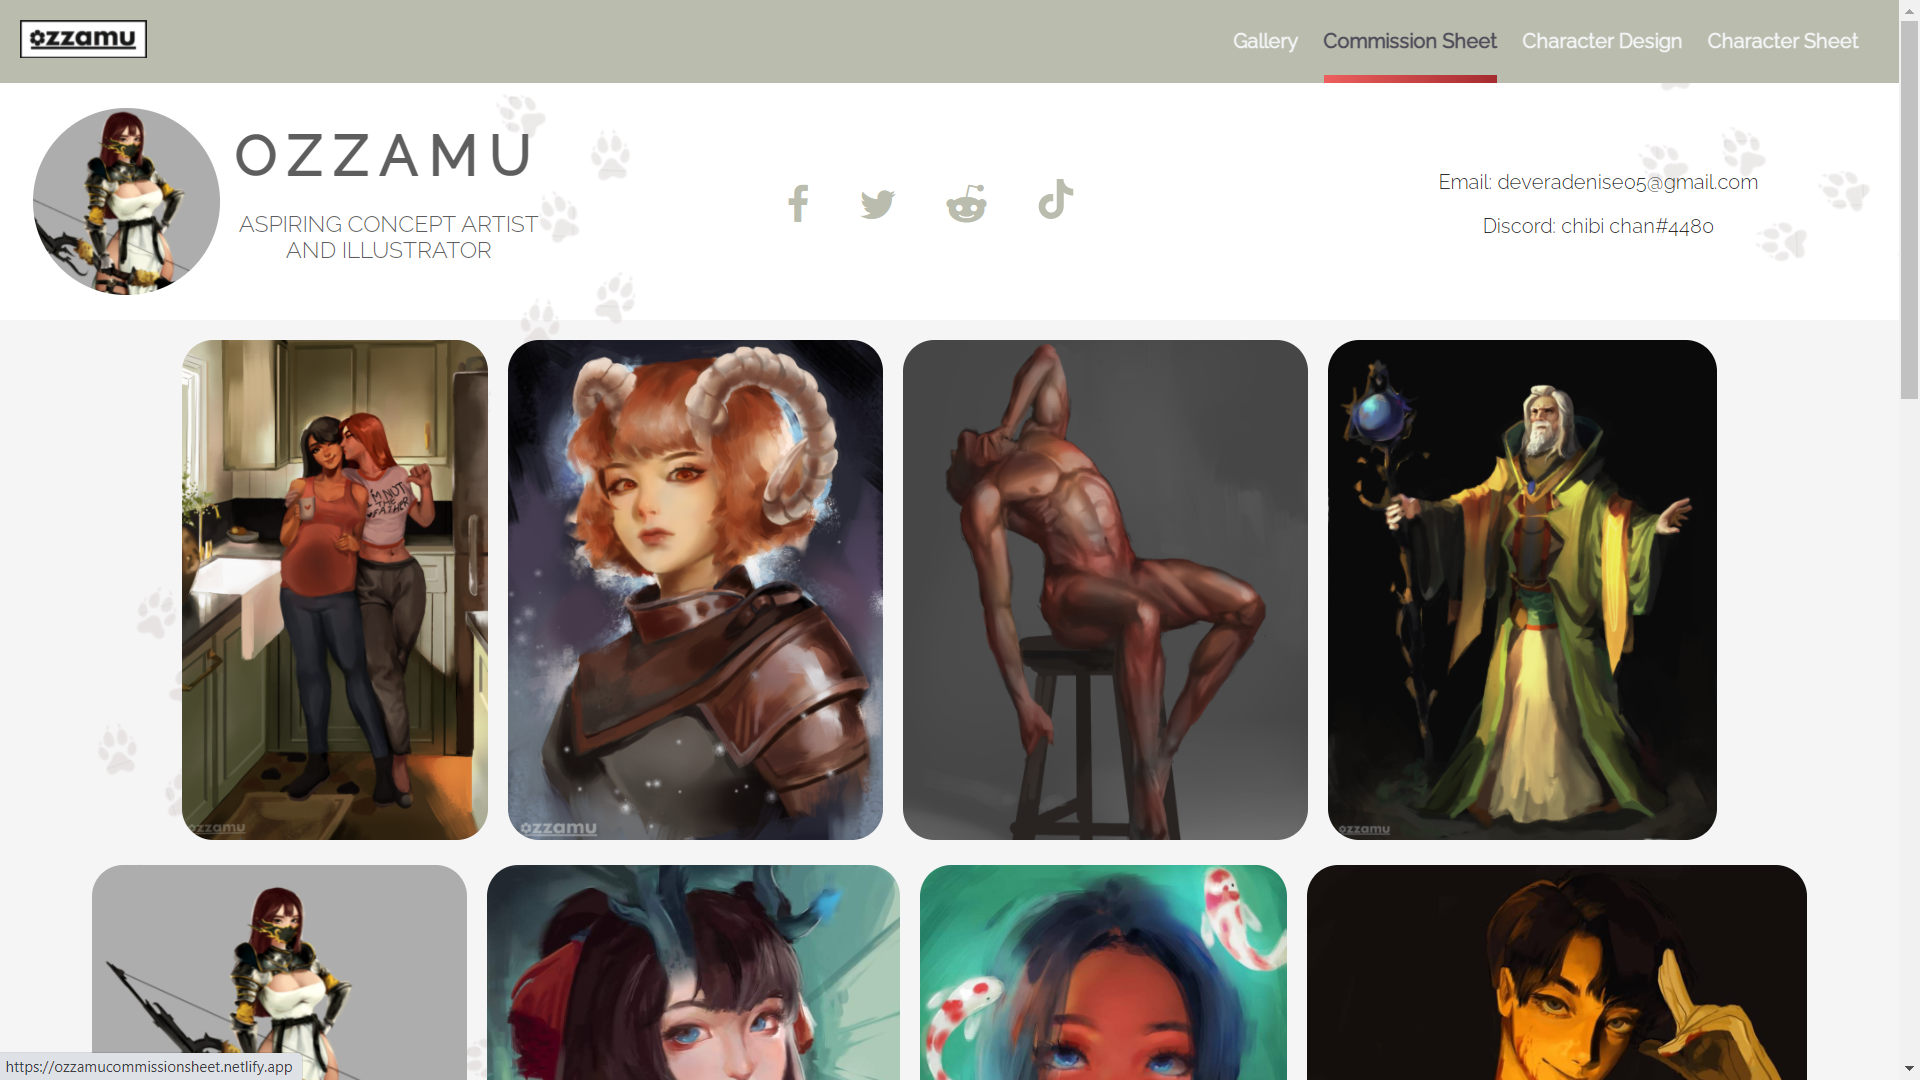 ozzamu
Gallery
Commission Sheet
Character Design
Character Sheet
OZZAMU
ASPIRING CONCEPT ARTIST
AND ILLUSTRATOR
Email: deveradenise05@gmail.com
Discord: chibi chan#4480
I'M NOT
THE
FATHER
ozzamu
ozzamu
ozzamu
https://ozzamucommissionsheet.netlify.app